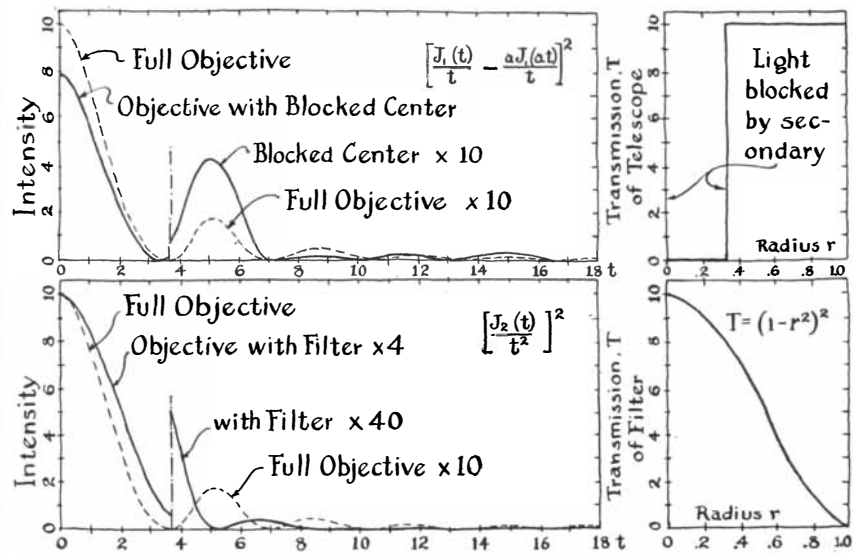 Full Objective
Objective with Blocked Center
[J₁(t)/t − aJ₁(at)/t]²
Blocked Center × 10
Full Objective × 10
Intensity
10
8
6
4
2
0
0 2 4 6 8 10 12 14 16 18 t
Transmission, T
of Telescope
10
8
6
4
2
0
Light
blocked
by sec-
ondary
Radius r
0 .2 .4 .6 .8 1.0
Full Objective
Objective with Filter ×4
[J₂(t)/t²]²
with Filter × 40
Full Objective × 10
Intensity
10
8
6
4
2
0
0 2 4 6 8 10 12 14 16 18 t
Transmission, T
of Filter
10
8
6
4
2
0
T = (1-r²)²
Radius r
0 .2 .4 .6 .8 1.0